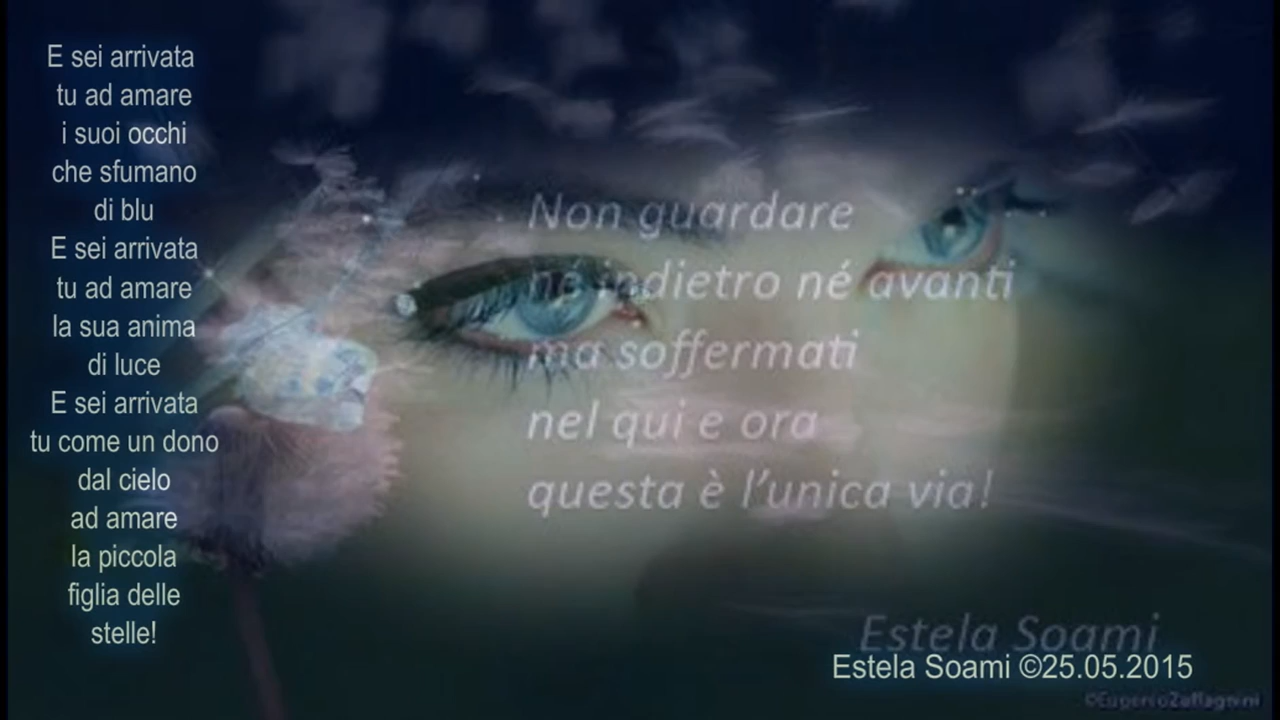 E sei arrivata
tu ad amare
i suoi occhi
che sfumano
di blu
E sei arrivata
tu ad amare
la sua anima
di luce
E sei arrivata
tu come un dono
dal cielo
ad amare
la piccola
figlia delle
stelle!
Non guardare
né indietro né avanti
ma soffermati
nel qui e ora
questa è l'unica via!
Estela Soami
Estela Soami ©25.05.2015
©EugenioZaffagnini